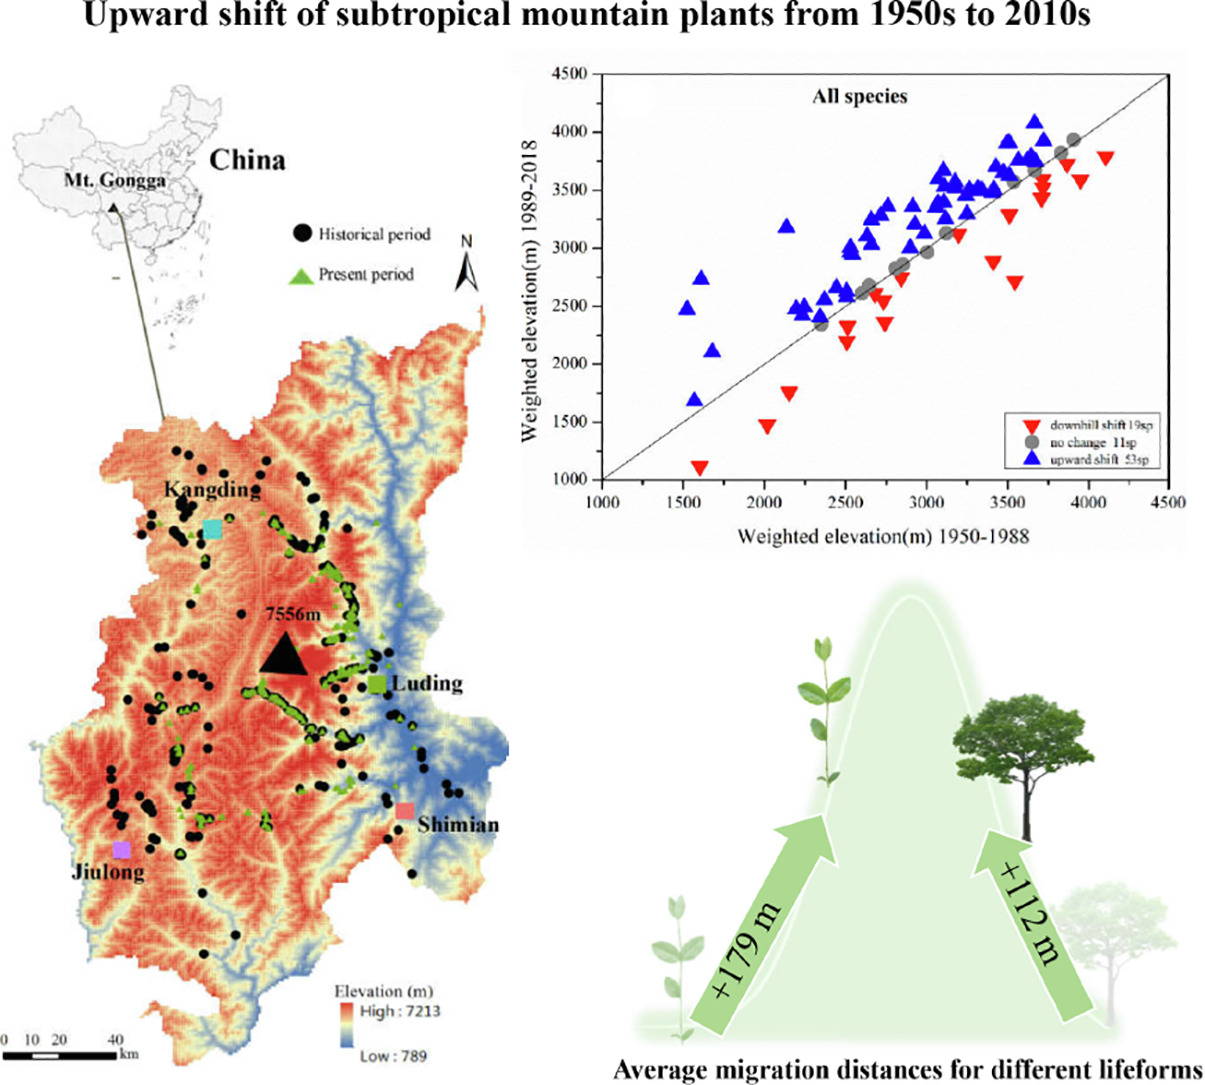 Upward shift of subtropical mountain plants from 1950s to 2010s
China
Mt. Gongga
Historical period
Present period
N
Kangding
7556m
Luding
Shimian
Jiulong
Elevation (m)
High : 7213
Low : 789
0 10 20 40 km
All species
Weighted elevation(m) 1989-2018
4500
4000
3500
3000
2500
2000
1500
1000
downhill shift 19sp
no change 11sp
upward shift 53sp
1000 1500 2000 2500 3000 3500 4000 4500
Weighted elevation(m) 1950-1988
+179 m
+112 m
Average migration distances for different lifeforms